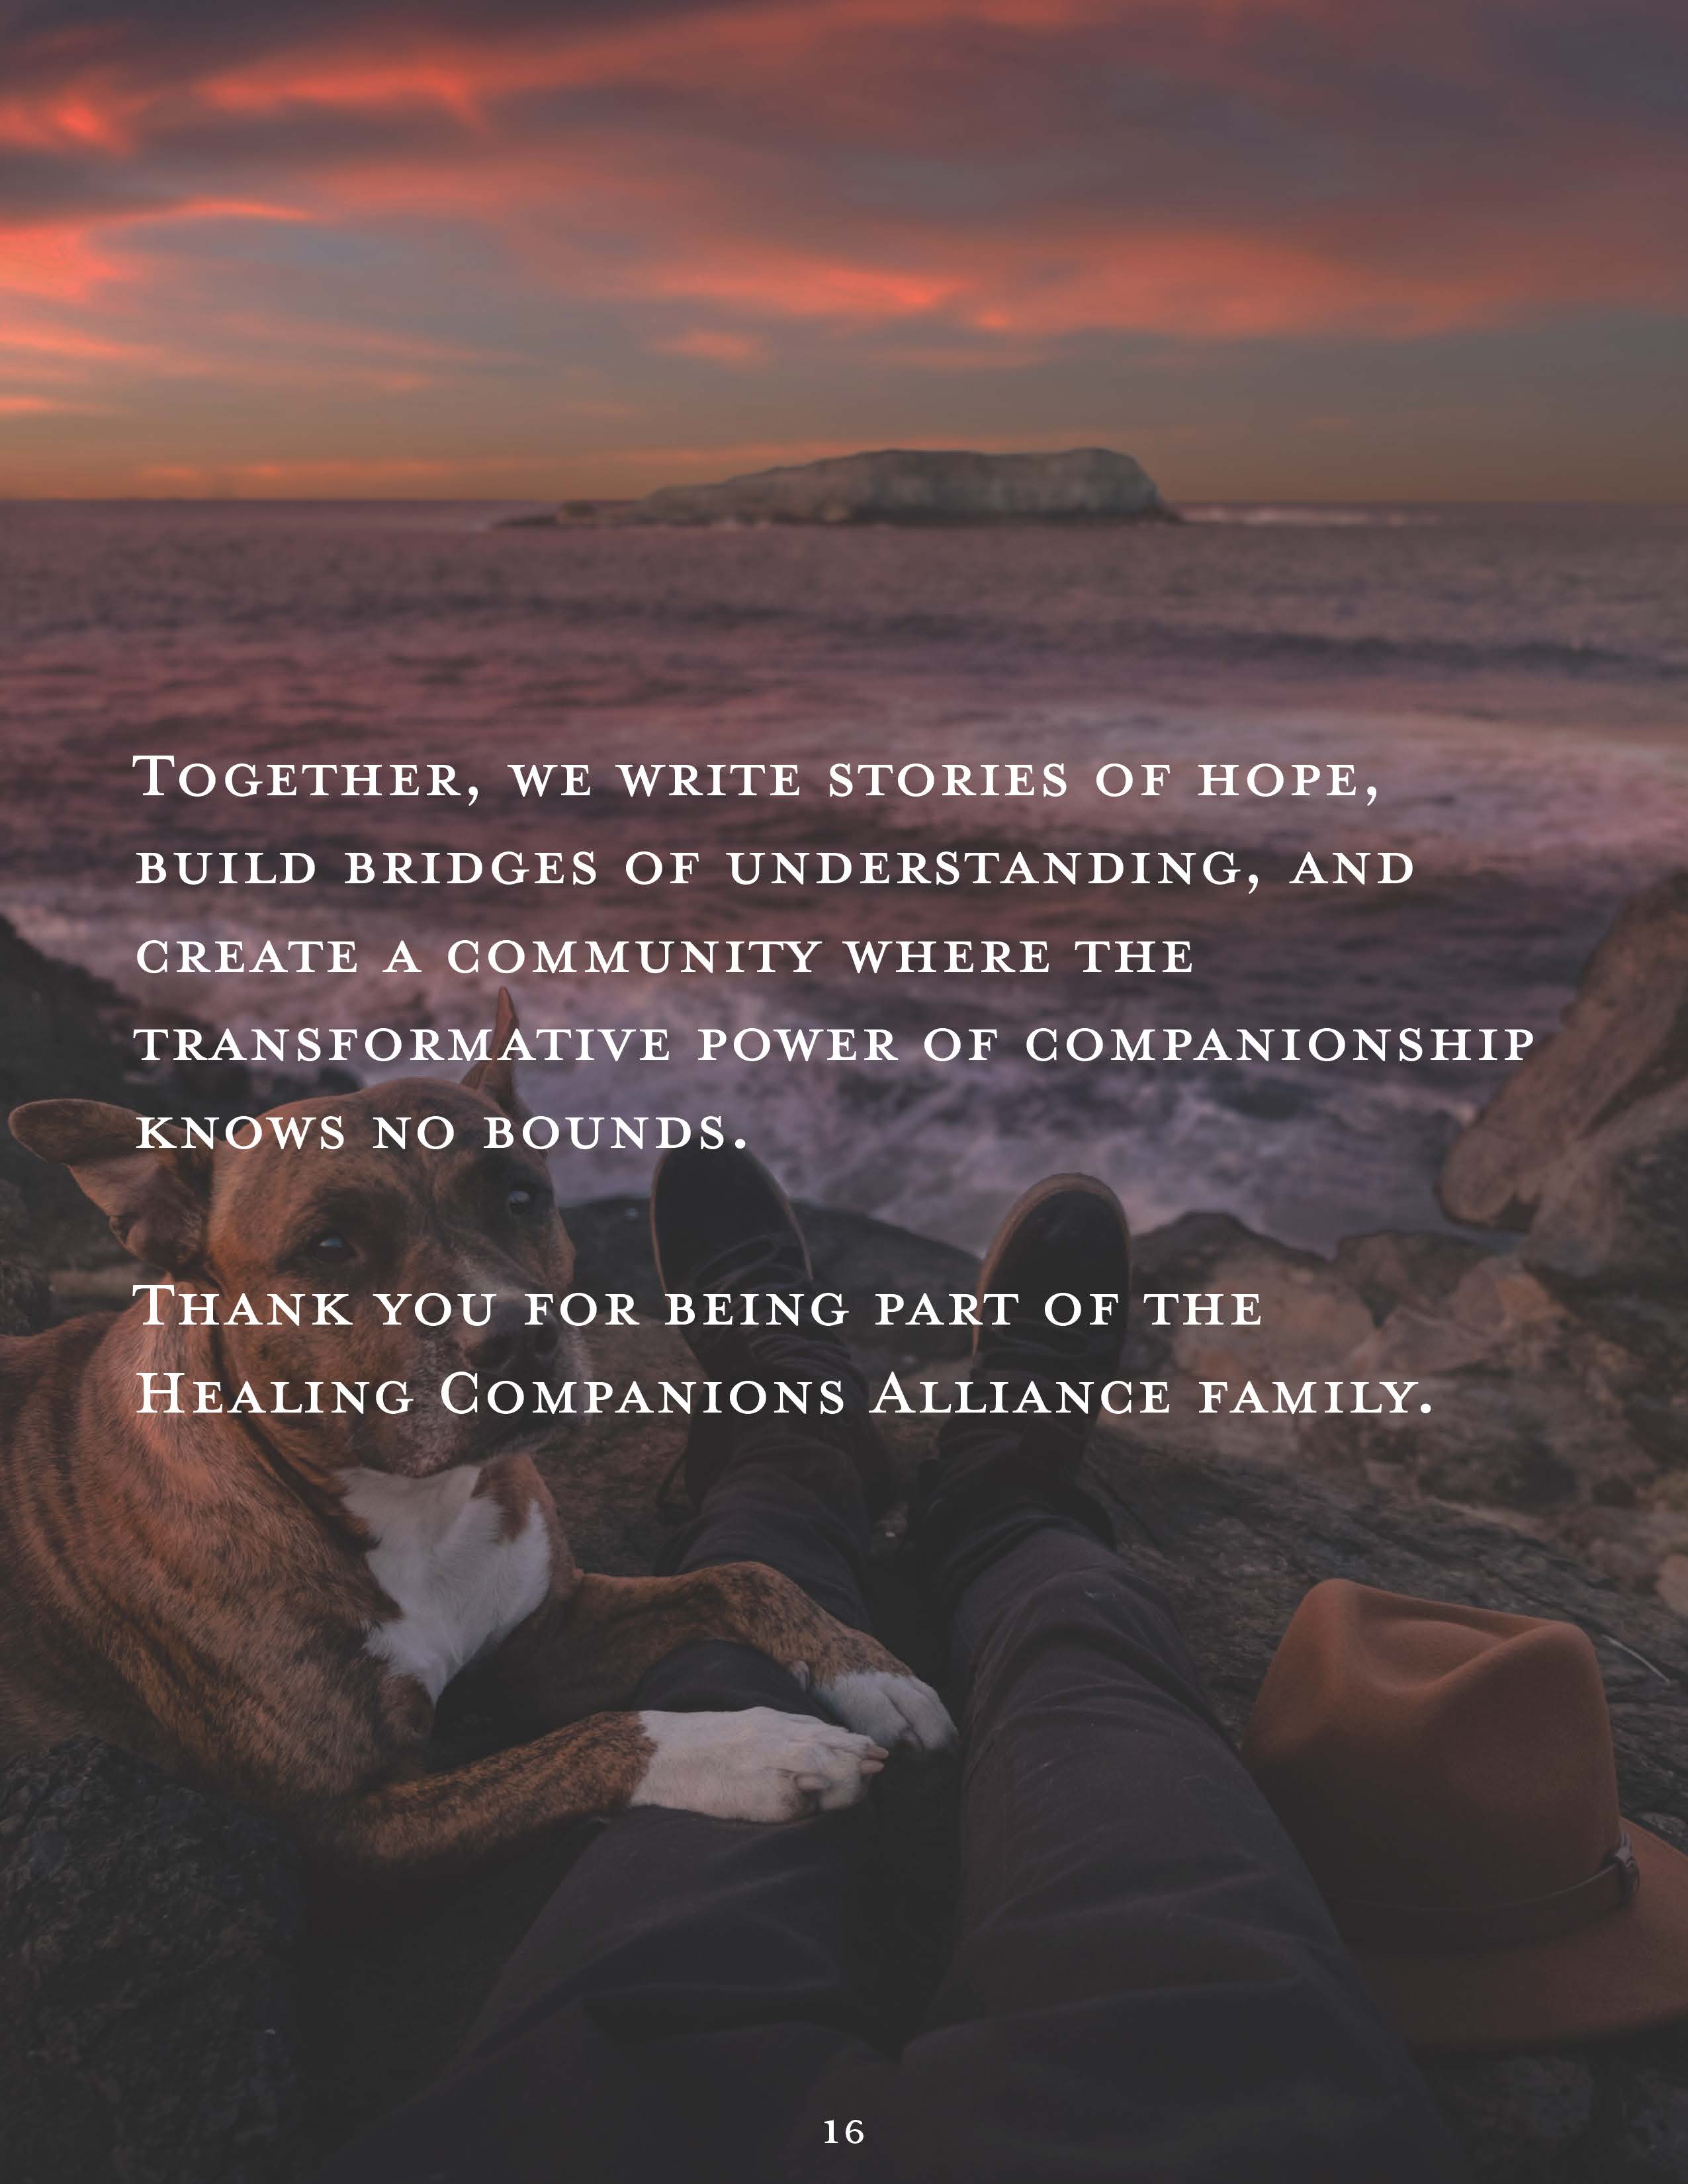 Together, we write stories of hope,
build bridges of understanding, and
create a community where the
transformative power of companionship
knows no bounds.
Thank you for being part of the
Healing Companions Alliance family.
16